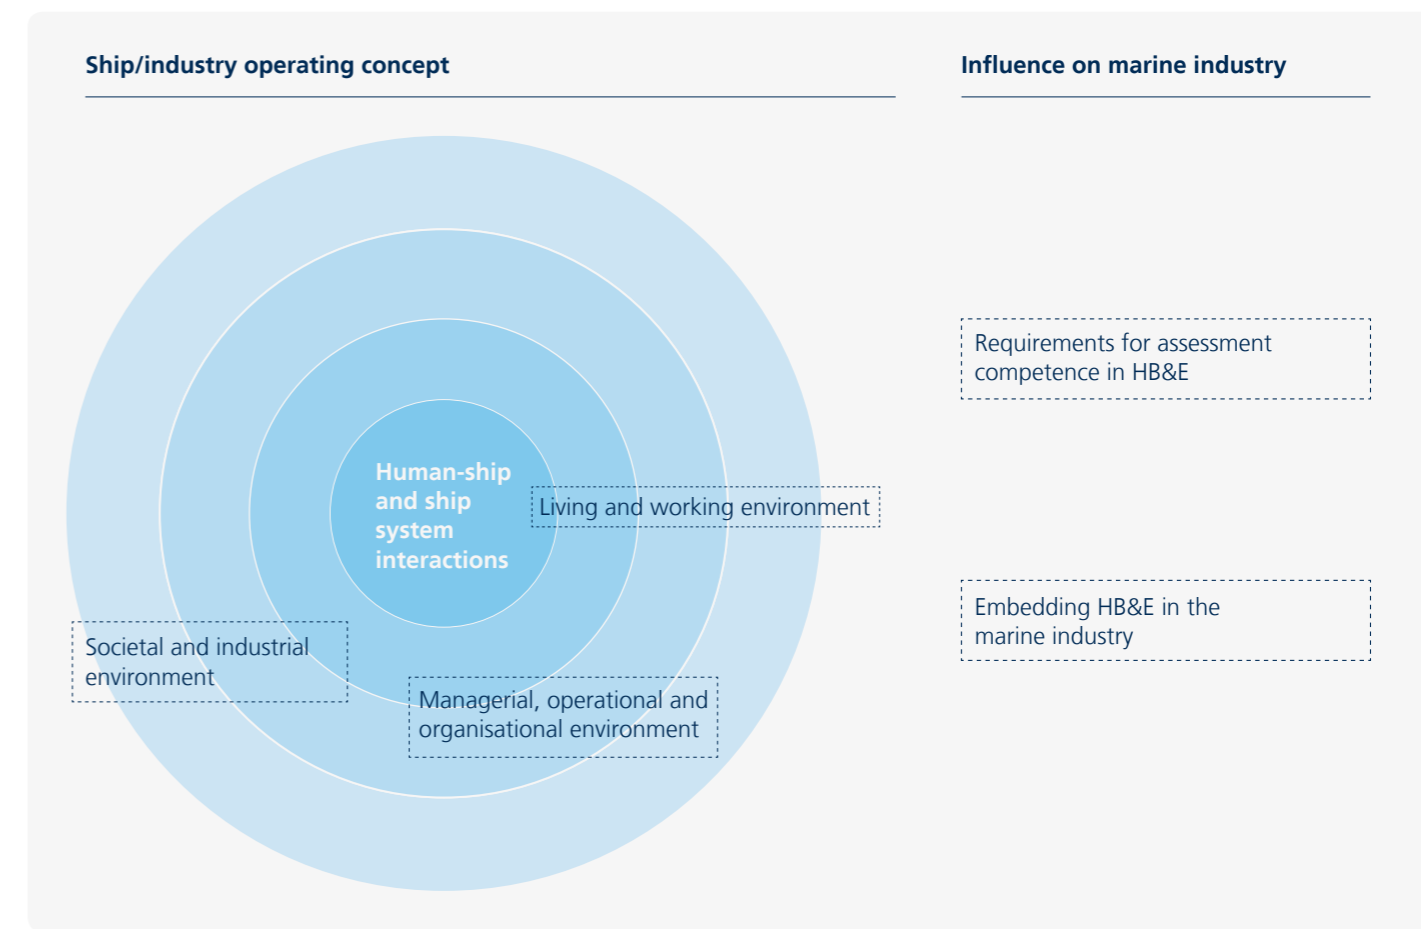 Ship/industry operating concept
Influence on marine industry
Human-ship
and ship
system
interactions
Living and working environment
Societal and industrial
environment
Managerial, operational and
organisational environment
Requirements for assessment
competence in HB&E
Embedding HB&E in the
marine industry